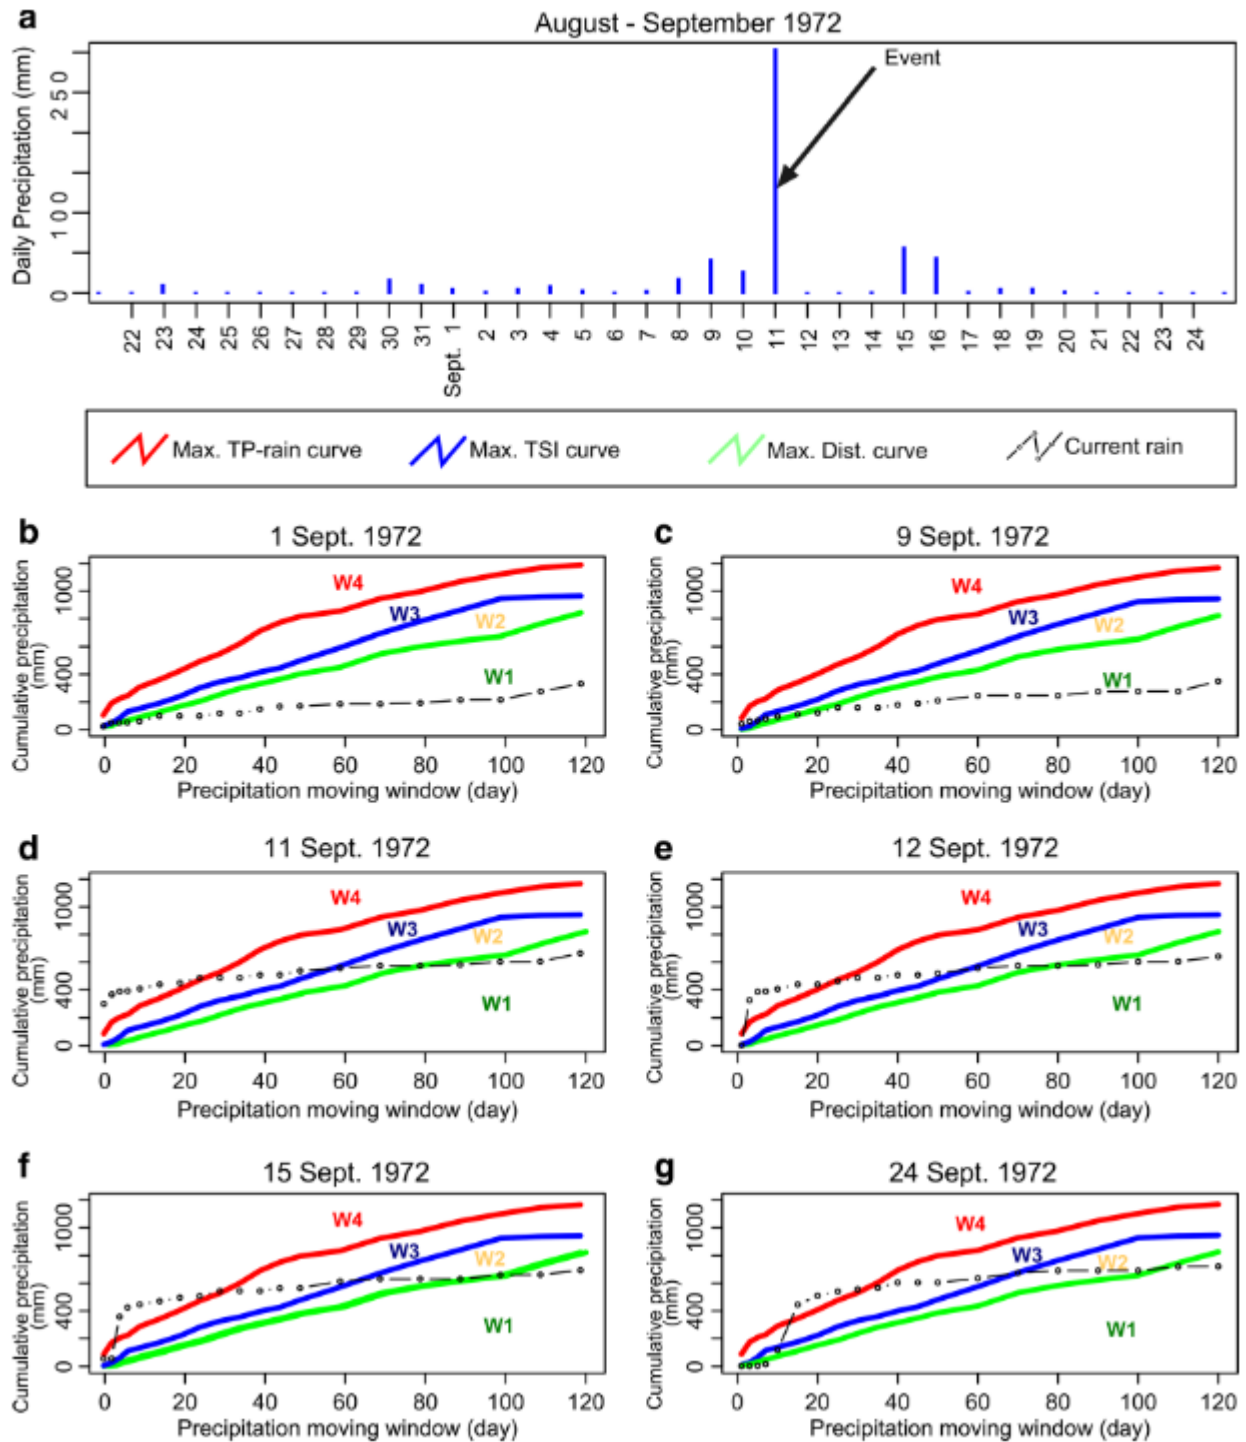 a
August - September 1972
Daily Precipitation (mm)
0 100 250
Event
22 23 24 25 26 27 28 29 30 31 Sept. 1 2 3 4 5 6 7 8 9 10 11 12 13 14 15 16 17 18 19 20 21 22 23 24
Max. TP-rain curve Max. TSI curve Max. Dist. curve Current rain
b
1 Sept. 1972
Cumulative precipitation
(mm)
0 400 1000
W4
W3
W2
W1
0 20 40 60 80 100 120
Precipitation moving window (day)
c
9 Sept. 1972
Cumulative precipitation
(mm)
0 400 1000
W4
W3
W2
W1
0 20 40 60 80 100 120
Precipitation moving window (day)
d
11 Sept. 1972
Cumulative precipitation
(mm)
0 400 1000
W4
W3
W2
W1
0 20 40 60 80 100 120
Precipitation moving window (day)
e
12 Sept. 1972
Cumulative precipitation
(mm)
0 400 1000
W4
W3
W2
W1
0 20 40 60 80 100 120
Precipitation moving window (day)
f
15 Sept. 1972
Cumulative precipitation
(mm)
0 400 1000
W4
W3
W2
W1
0 20 40 60 80 100 120
Precipitation moving window (day)
g
24 Sept. 1972
Cumulative precipitation
(mm)
0 400 1000
W4
W3
W2
W1
0 20 40 60 80 100 120
Precipitation moving window (day)